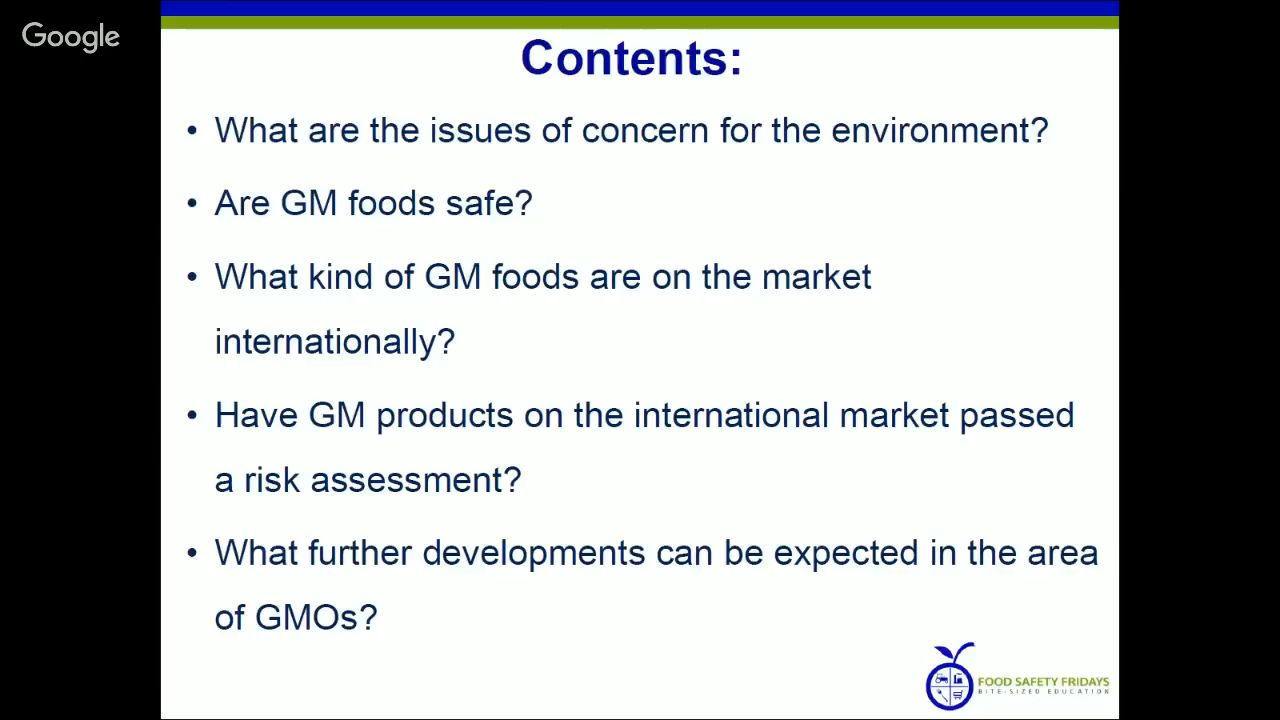 Google
Contents:
• What are the issues of concern for the environment?
• Are GM foods safe?
• What kind of GM foods are on the market
internationally?
• Have GM products on the international market passed
a risk assessment?
• What further developments can be expected in the area
of GMOs?
FOOD SAFETY FRIDAYS
BITE-SIZED EDUCATION